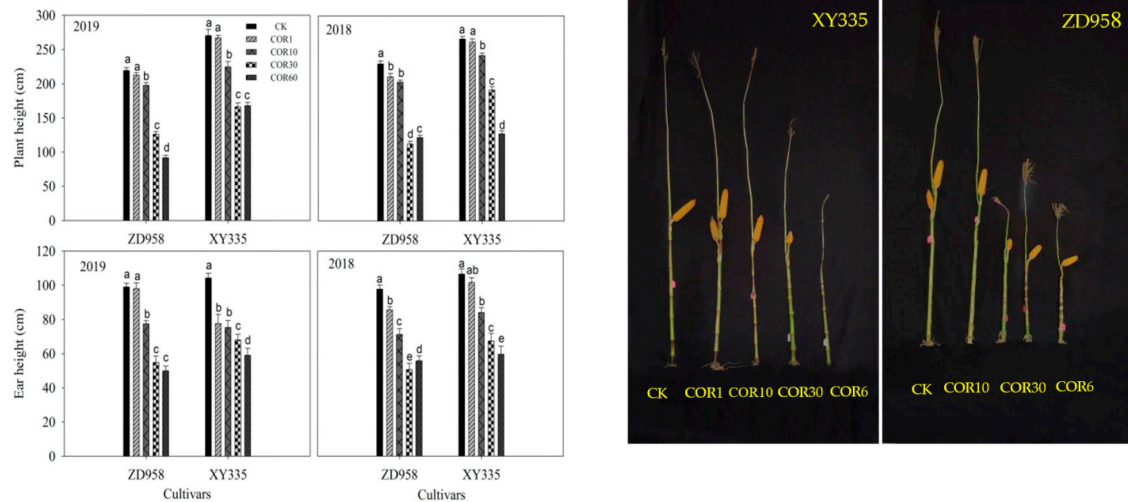 2019
2018
CK
COR1
COR10
COR30
COR60
Plant height (cm)
300
250
200
150
100
50
0
a
a
b
c
d
a
a
b
c
c
a
b
b
d
c
a
a
b
c
d
ZD958
XY335
ZD958
XY335
2019
2018
Ear height (cm)
120
100
80
60
40
20
0
a
a
b
c
c
a
b
b
c
d
a
b
c
e
d
a
ab
c
d
e
ZD958
XY335
ZD958
XY335
Cultivars
Cultivars
XY335
ZD958
CK COR1 COR10 COR30 COR6
CK COR10 COR30 COR6